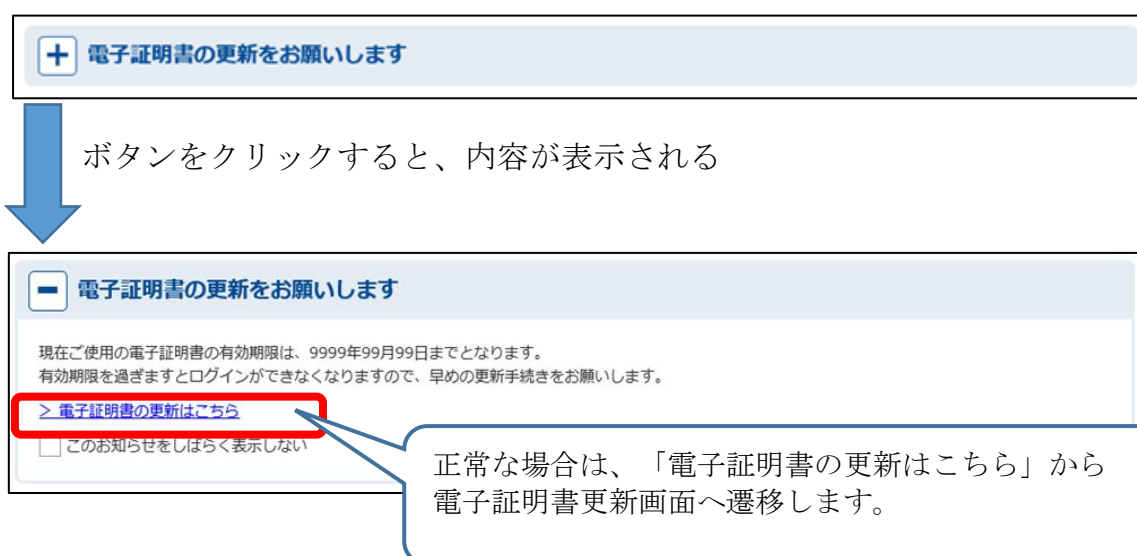 電子証明書の更新をお願いします
ボタンをクリックすると、内容が表示される
電子証明書の更新をお願いします
現在ご使用の電子証明書の有効期限は、9999年99月99日までとなります。
有効期限を過ぎますとログインができなくなりますので、早めの更新手続きをお願いします。
> 電子証明書の更新はこちら
このお知らせをしばらく表示しない
正常な場合は、「電子証明書の更新はこちら」から
電子証明書更新画面へ遷移します。